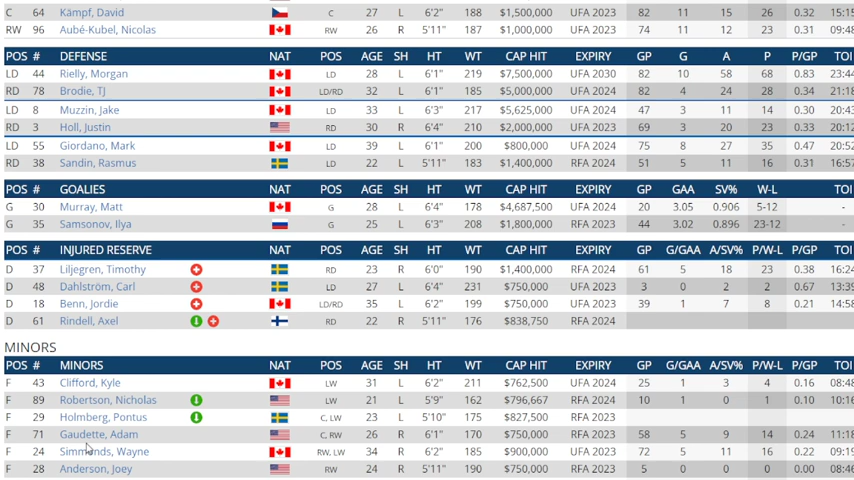 C 64 Kämpf, David C 27 L 6'2" 188 $1,500,000 UFA 2023 82 11 15 26 0.32 15:15
RW 96 Aubé-Kubel, Nicolas RW 26 R 5'11" 187 $1,000,000 UFA 2023 74 11 12 23 0.31 09:48
POS # DEFENSE NAT POS AGE SH HT WT CAP HIT EXPIRY GP G A P P/GP TOI
LD 44 Rielly, Morgan LD 28 L 6'1" 219 $7,500,000 UFA 2030 82 10 58 68 0.83 23:44
RD 78 Brodie, TJ LD/RD 32 L 6'1" 185 $5,000,000 UFA 2024 82 4 24 28 0.34 21:18
LD 8 Muzzin, Jake LD 33 L 6'3" 217 $5,625,000 UFA 2024 47 3 11 14 0.30 20:43
RD 3 Holl, Justin RD 30 R 6'4" 210 $2,000,000 UFA 2023 69 3 20 23 0.33 20:12
LD 55 Giordano, Mark LD 39 L 6'1" 200 $800,000 UFA 2024 75 8 27 35 0.47 20:52
RD 38 Sandin, Rasmus LD 22 L 5'11" 183 $1,400,000 RFA 2024 51 5 11 16 0.31 16:57
POS # GOALIES NAT POS AGE SH HT WT CAP HIT EXPIRY GP GAA SV% W-L TOI
G 30 Murray, Matt G 28 L 6'4" 178 $4,687,500 UFA 2024 20 3.05 0.906 5-12 -
G 35 Samsonov, Ilya G 25 L 6'3" 208 $1,800,000 RFA 2023 44 3.02 0.896 23-12 -
POS # INJURED RESERVE NAT POS AGE SH HT WT CAP HIT EXPIRY GP G/GAA A/SV% P/W-L P/GP TOI
D 37 Liljegren, Timothy RD 23 R 6'0" 190 $1,400,000 RFA 2024 61 5 18 23 0.38 16:24
D 48 Dahlström, Carl LD 27 L 6'4" 231 $750,000 UFA 2023 3 0 2 2 0.67 13:39
D 18 Benn, Jordie LD/RD 35 L 6'2" 199 $750,000 UFA 2023 39 1 7 8 0.21 14:58
D 61 Rindell, Axel RD 22 R 5'11" 176 $838,750 RFA 2024
MINORS
POS # MINORS NAT POS AGE SH HT WT CAP HIT EXPIRY GP G/GAA A/SV% P/W-L P/GP TOI
F 43 Clifford, Kyle LW 31 L 6'2" 211 $762,500 UFA 2024 25 1 3 4 0.16 08:48
F 89 Robertson, Nicholas LW 21 L 5'9" 162 $796,667 RFA 2024 10 1 0 1 0.10 10:16
F 29 Holmberg, Pontus C, LW 23 L 5'10" 175 $827,500 RFA 2023
F 71 Gaudette, Adam C, RW 26 R 6'1" 170 $750,000 RFA 2023 58 5 9 14 0.24 11:18
F 24 Simmonds, Wayne RW, LW 34 R 6'2" 185 $900,000 UFA 2023 72 5 11 16 0.22 09:19
F 28 Anderson, Joey RW 24 R 5'11" 190 $750,000 RFA 2023 5 0 0 0 0.00 08:46